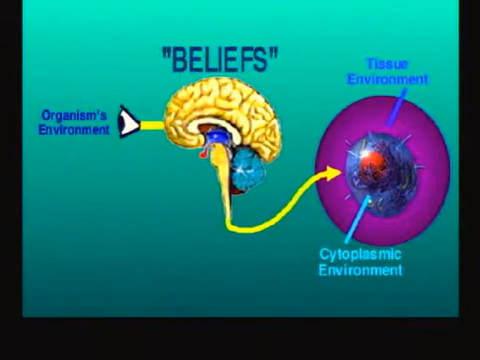 "BELIEFS"
Organism's
Environment
Tissue
Environment
Cytoplasmic
Environment